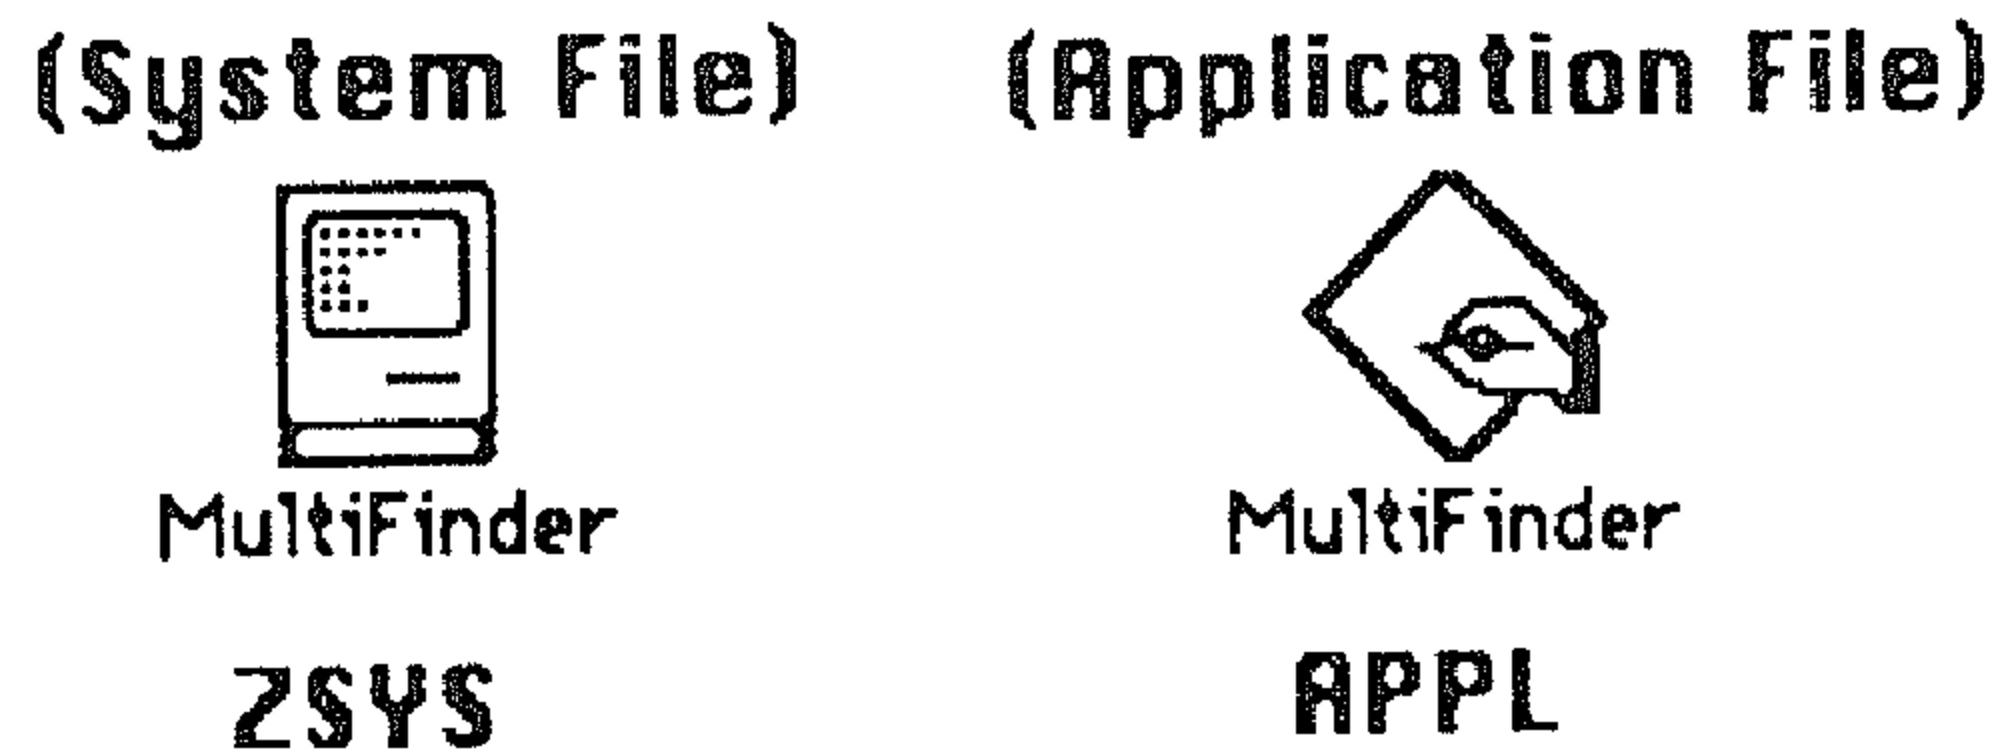 (System File) (Application File)
MultiFinder MultiFinder
ZSYS APPL